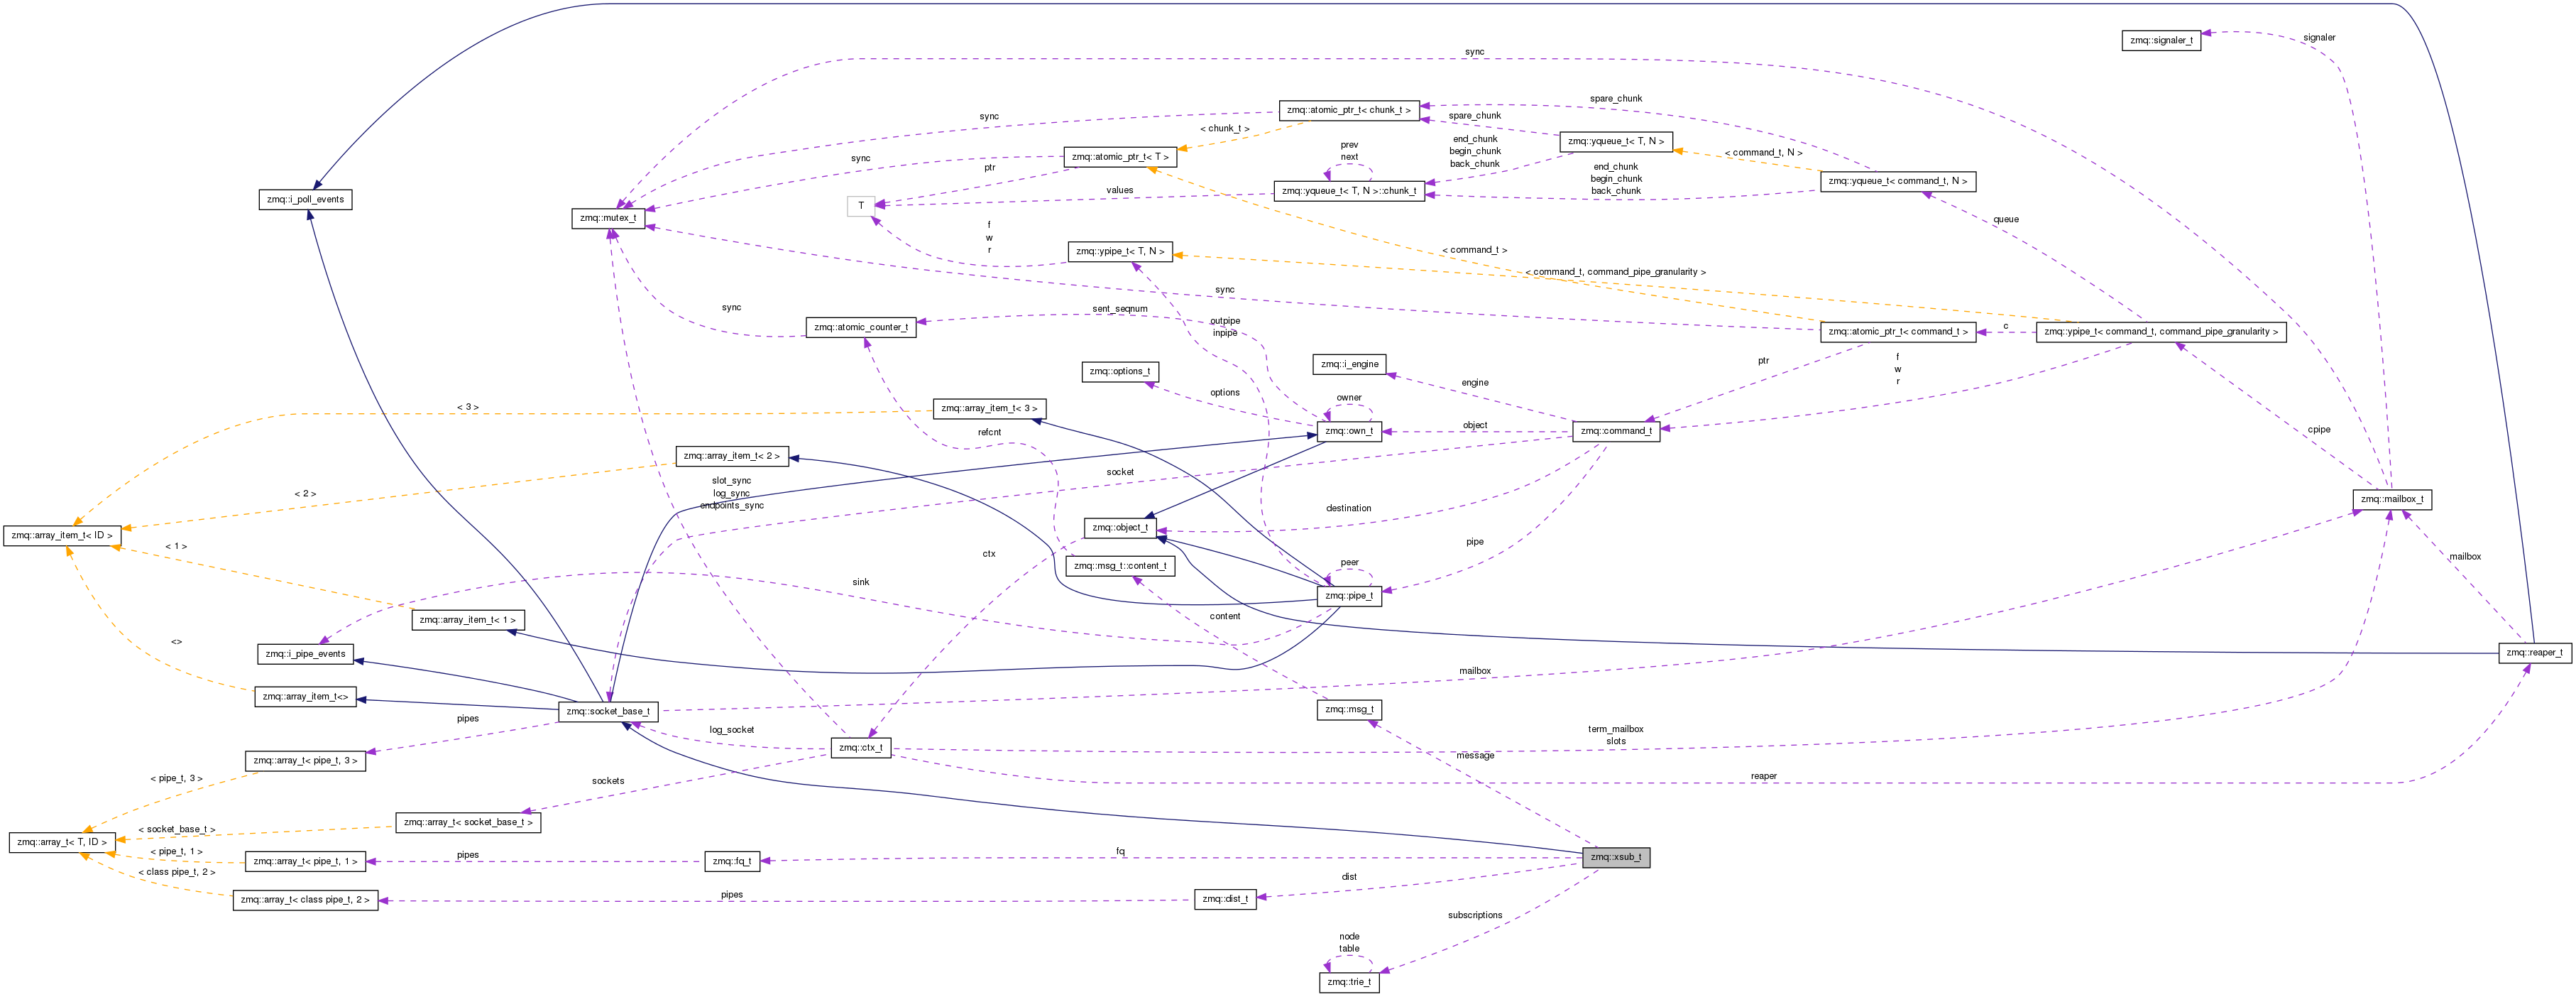 signaler
zmq::signaler_t
sync
spare_chunk
zmq::atomic_ptr_t< chunk_t >
sync
spare_chunk
< chunk_t >
zmq::yqueue_t< T, N >
end_chunk
begin_chunk
back_chunk
prev
next
< command_t, N >
zmq::atomic_ptr_t< T >
sync
ptr
end_chunk
begin_chunk
back_chunk
zmq::yqueue_t< command_t, N >
values
zmq::yqueue_t< T, N >::chunk_t
zmq::i_poll_events
T
zmq::mutex_t
queue
f
w
r
zmq::ypipe_t< T, N >
< command_t >
< command_t, command_pipe_granularity >
sync
sent_seqnum
outpipe
inpipe
sync
zmq::atomic_counter_t
zmq::atomic_ptr_t< command_t >
c
zmq::ypipe_t< command_t, command_pipe_granularity >
zmq::options_t
zmq::i_engine
ptr
f
w
r
engine
options
owner
< 3 >
zmq::array_item_t< 3 >
refcnt
zmq::own_t
object
zmq::command_t
cpipe
zmq::array_item_t< 2 >
socket
slot_sync
log_sync
endpoints_sync
< 2 >
zmq::mailbox_t
destination
zmq::array_item_t< ID >
zmq::object_t
< 1 >
ctx
pipe
mailbox
zmq::msg_t::content_t
peer
sink
zmq::pipe_t
zmq::array_item_t< 1 >
content
<>
zmq::i_pipe_events
zmq::reaper_t
mailbox
zmq::array_item_t<>
zmq::socket_base_t
zmq::msg_t
pipes
log_socket
term_mailbox
slots
zmq::ctx_t
message
zmq::array_t< pipe_t, 3 >
< pipe_t, 3 >
sockets
reaper
zmq::array_t< socket_base_t >
< socket_base_t >
zmq::array_t< T, ID >
< pipe_t, 1 >
zmq::array_t< pipe_t, 1 >
pipes
zmq::fq_t
fq
zmq::xsub_t
< class pipe_t, 2 >
dist
zmq::array_t< class pipe_t, 2 >
pipes
zmq::dist_t
subscriptions
node
table
zmq::trie_t